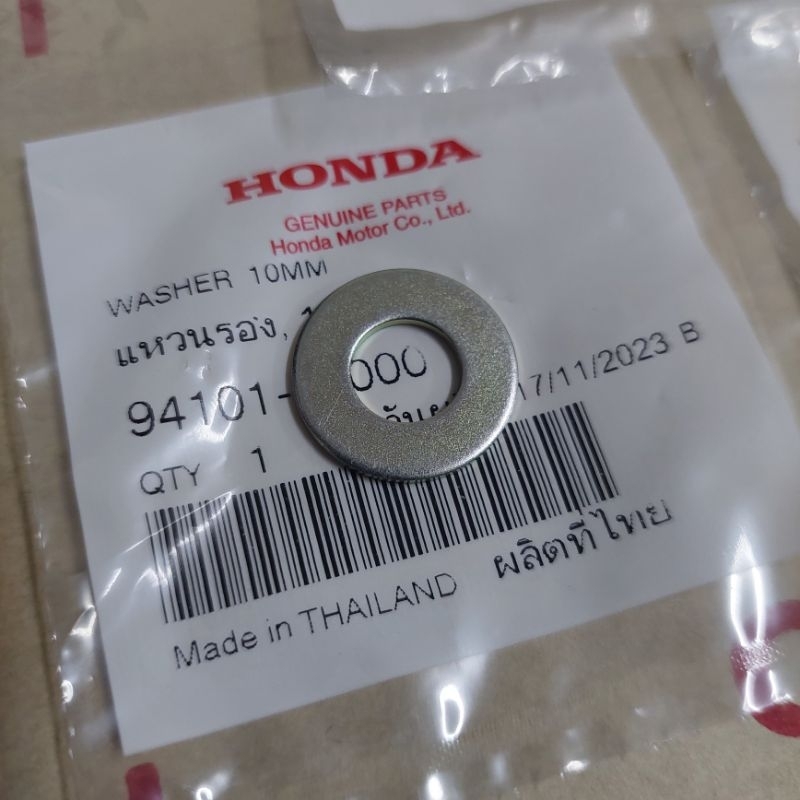 HONDA
GENUINE PARTS
Honda Motor Co., Ltd.
WASHER 10MM
แหวนรอง, 1
94101- 000 17/11/2023 B
QTY 1
Made in THAILAND ผลิตที่ไทย